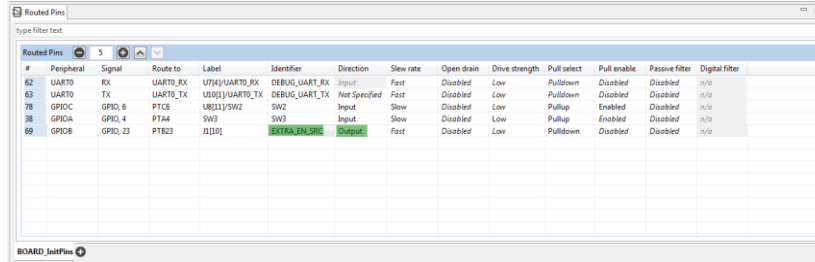 Routed Pins
type filter text
Routed Pins 5
# Peripheral Signal Route to Label Identifier Direction Slew rate Open drain Drive strength Pull select Pull enable Passive filter Digital filter
62 UART0 RX UART0_RX U7[4]/UART0_RX DEBUG_UART_RX Input Fast Disabled Low Pulldown Disabled Disabled n/a
63 UART0 TX UART0_TX U10[1]/UART0_TX DEBUG_UART_TX Not Specified Fast Disabled Low Pulldown Disabled Disabled n/a
78 GPIOC GPIO, 6 PTC6 U8[11]/SW2 SW2 Input Slow Disabled Low Pullup Enabled Disabled n/a
38 GPIOA GPIO, 4 PTA4 SW3 SW3 Input Slow Disabled Low Pullup Enabled Disabled n/a
69 GPIOB GPIO, 23 PTB23 J1[10] EXTRA_EN_SRC Output Fast Disabled Low Pulldown Disabled Disabled n/a
BOARD_InitPins